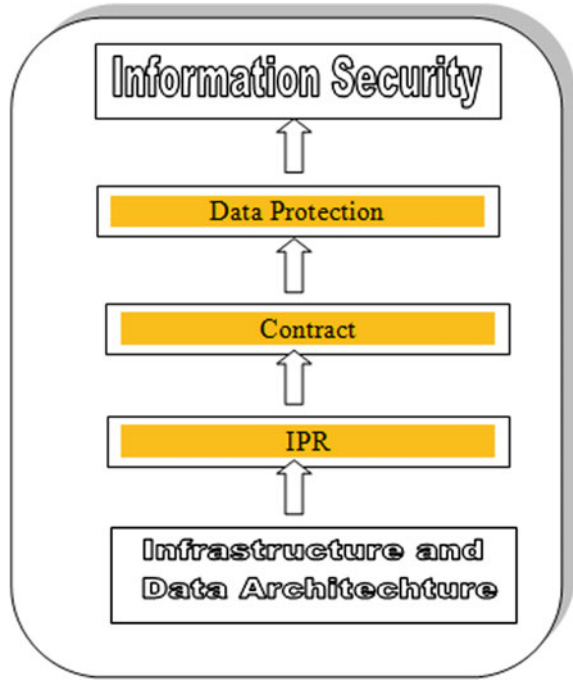 Information Security
Data Protection
Contract
IPR
Infrastructure and
Data Architechture